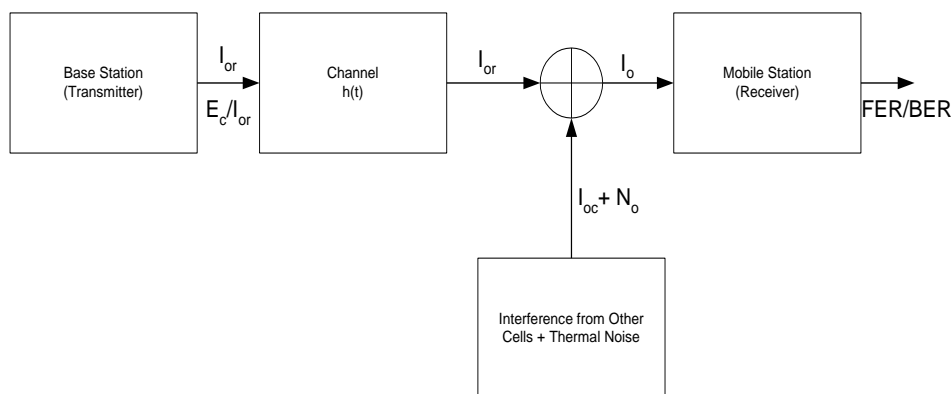 Base Station
(Transmitter)
I_or
E_c/I_or
Channel
h(t)
I_or
I_o
Mobile Station
(Receiver)
FER/BER
I_oc + N_o
Interference from Other
Cells + Thermal Noise